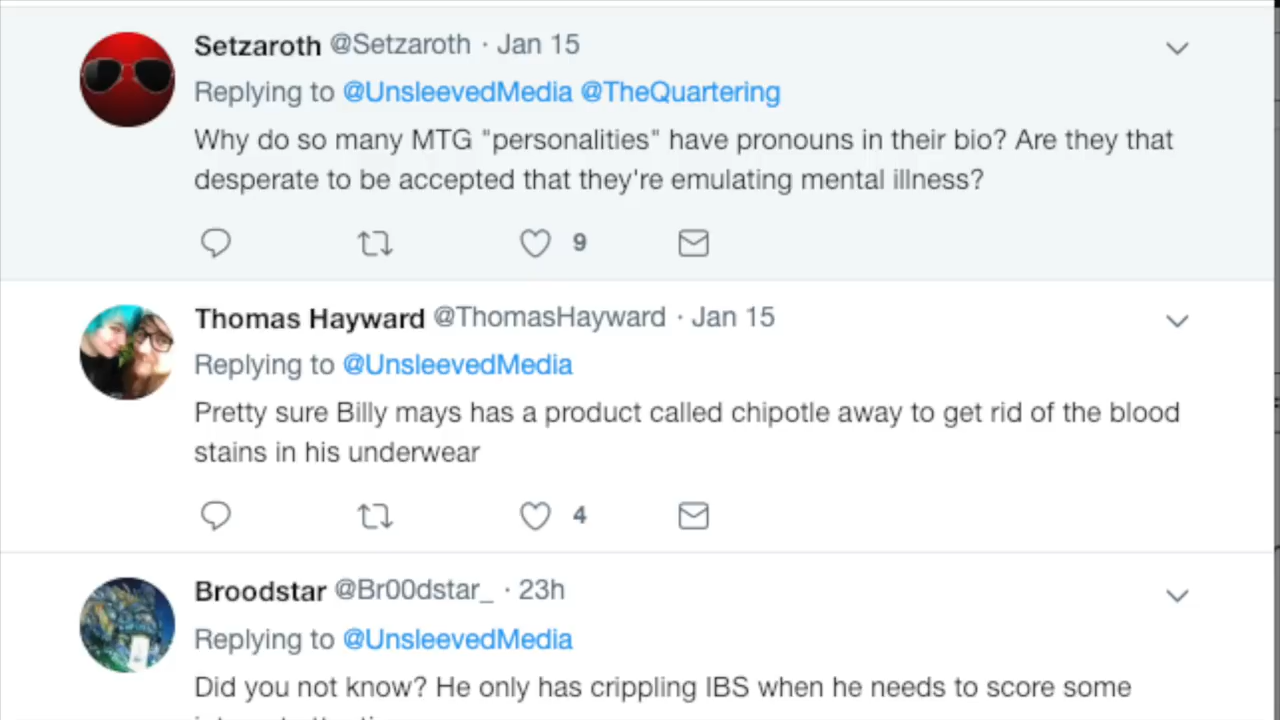 Setzaroth @Setzaroth · Jan 15
Replying to @UnsleevedMedia @TheQuartering
Why do so many MTG "personalities" have pronouns in their bio? Are they that
desperate to be accepted that they're emulating mental illness?
9
Thomas Hayward @ThomasHayward · Jan 15
Replying to @UnsleevedMedia
Pretty sure Billy mays has a product called chipotle away to get rid of the blood
stains in his underwear
4
Broodstar @Br00dstar_ · 23h
Replying to @UnsleevedMedia
Did you not know? He only has crippling IBS when he needs to score some